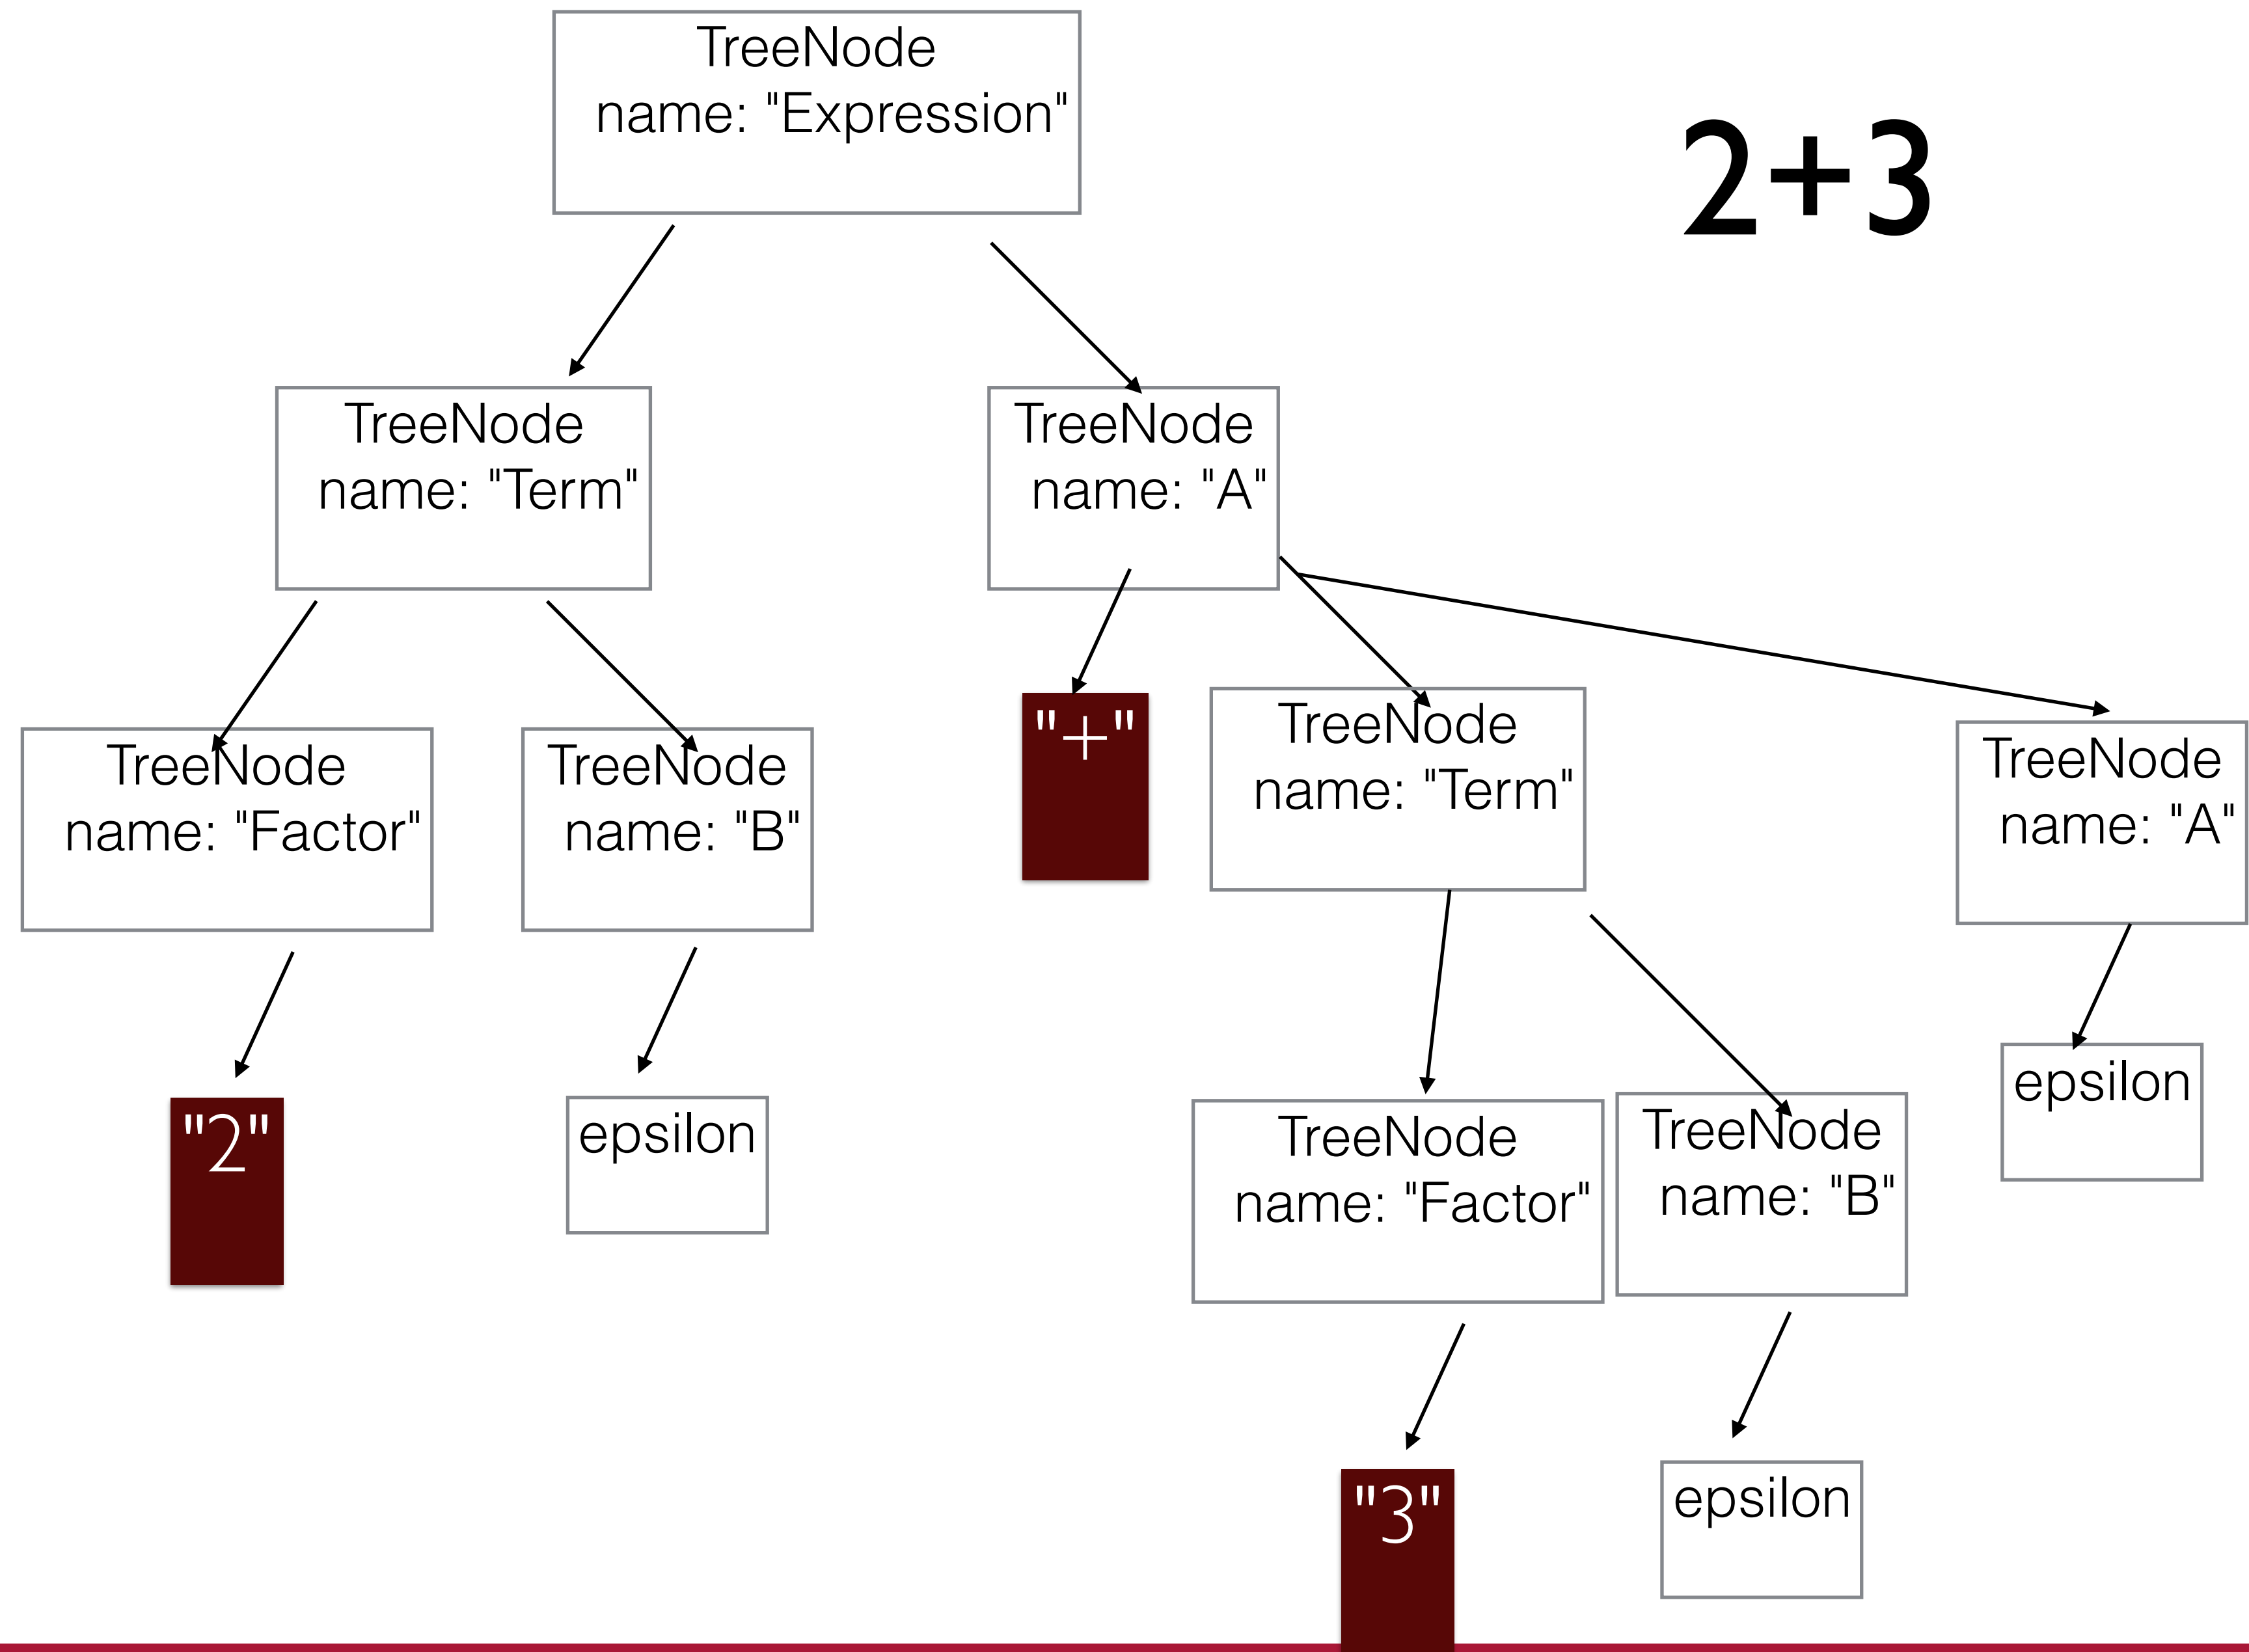 TreeNode
name: "Expression"
2+3
TreeNode
name: "Term"
TreeNode
name: "A"
TreeNode
name: "Factor"
TreeNode
name: "B"
"+"
TreeNode
name: "Term"
TreeNode
name: "A"
"2"
epsilon
TreeNode
name: "Factor"
TreeNode
name: "B"
epsilon
"3"
epsilon